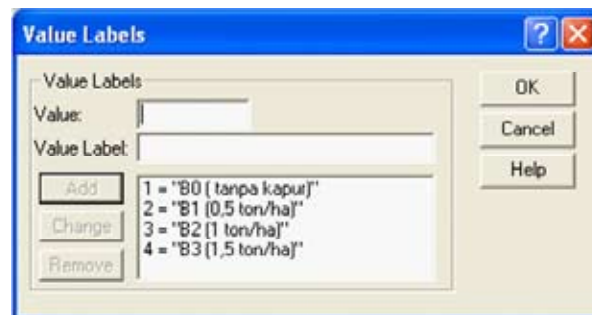 Value Labels
Value Labels
Value:
Value Label:
OK
Cancel
Help
Add
Change
Remove
1 = "B0 ( tanpa kapur)"
2 = "B1 (0,5 ton/ha)"
3 = "B2 (1 ton/ha)"
4 = "B3 (1,5 ton/ha)"